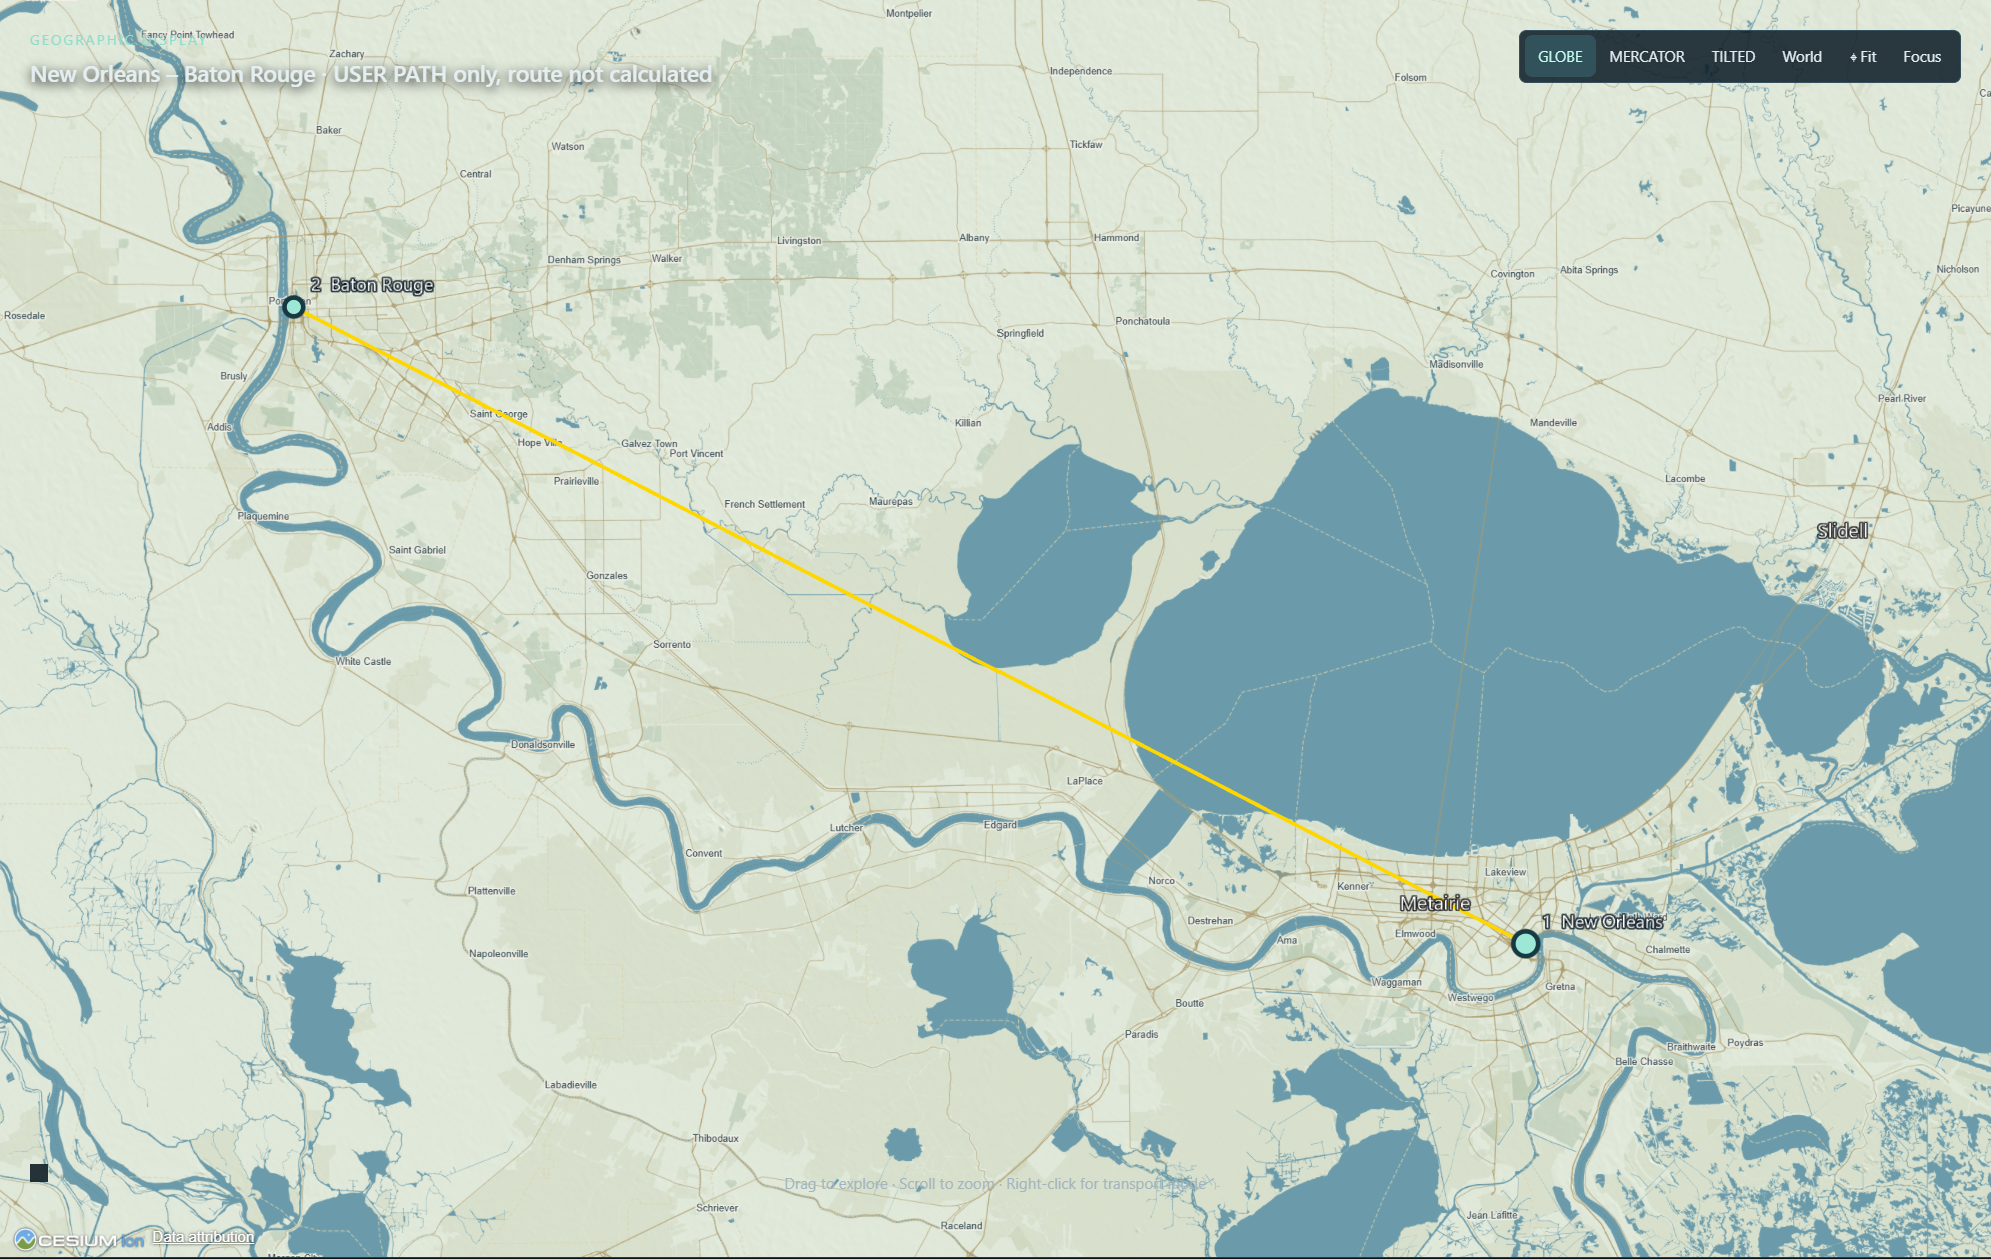 Montpelier
Fancy Point Towhead
GEOGRAPHIC DISPLAY
Zachary
GLOBE MERCATOR TILTED World Fit Focus
New Orleans – Baton Rouge · USER PATH only, route not calculated
Independence
Folsom
Baker
Watson
Tickfaw
Central
Picayune
Livingston
Albany
Hammond
Denham Springs
Walker
Covington
Abita Springs
Nicholson
2 Baton Rouge
Rosedale
Springfield
Ponchatoula
Madisonville
Brusly
Pearl River
Saint George
Killian
Mandeville
Addis
Hope Villa
Galvez Town
Port Vincent
Prairieville
Lacombe
French Settlement
Maurepas
Plaquemine
Slidell
Saint Gabriel
Gonzales
Sorrento
White Castle
Donaldsonville
LaPlace
Lutcher
Edgard
Convent
Lakeview
Norco
Kenner
Plattenville
Metairie
Destrehan
1 New Orleans
Elmwood
Ama
Napoleonville
Chalmette
Waggaman
Gretna
Westwego
Boutte
Paradis
Poydras
Braithwaite
Belle Chasse
Labadieville
Thibodaux
Drag to explore · Scroll to zoom · Right-click for transport mode
Schriever
Jean Lafitte
Raceland
CESIUM ion Data attribution